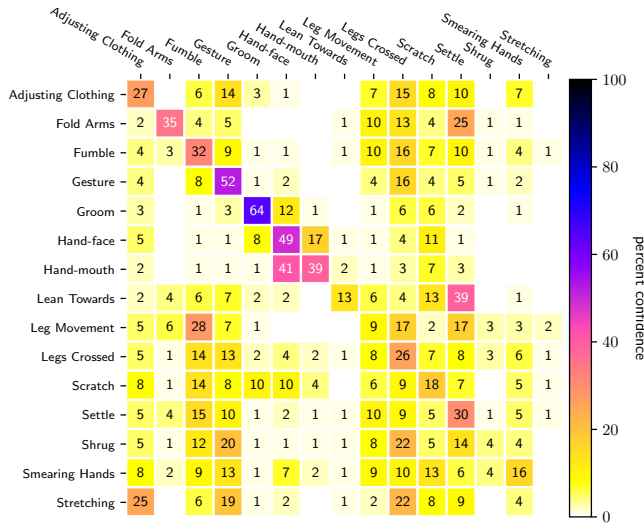 Adjusting Clothing
Fold Arms
Fumble
Gesture
Groom
Hand-face
Hand-mouth
Lean Towards
Leg Movement
Legs Crossed
Scratch
Settle
Shrug
Smearing Hands
Stretching
Adjusting Clothing 27 6 14 3 1 7 15 8 10 7
Fold Arms 2 35 4 5 1 10 13 4 25 1 1
Fumble 4 3 32 9 1 1 1 10 16 7 10 1 4 1
Gesture 4 8 52 1 2 4 16 4 5 1 2
Groom 3 1 3 64 12 1 1 6 6 2 1
Hand-face 5 1 1 8 49 17 1 1 4 11 1
Hand-mouth 2 1 1 1 41 39 2 1 3 7 3
Lean Towards 2 4 6 7 2 2 13 6 4 13 39 1
Leg Movement 5 6 28 7 1 9 17 2 17 3 3 2
Legs Crossed 5 1 14 13 2 4 2 1 8 26 7 8 3 6 1
Scratch 8 1 14 8 10 10 4 6 9 18 7 5 1
Settle 5 4 15 10 1 2 1 1 10 9 5 30 1 5 1
Shrug 5 1 12 20 1 1 1 1 8 22 5 14 4 4
Smearing Hands 8 2 9 13 1 7 2 1 9 10 13 6 4 16
Stretching 25 6 19 1 2 1 2 22 8 9 4
100
80
60
40
20
0
percent confidence